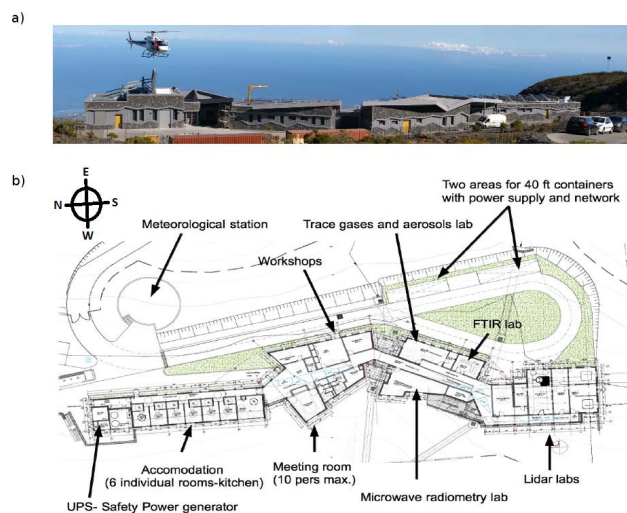 a)
b)
E
N
S
W
Two areas for 40 ft containers
with power supply and network
Meteorological station
Trace gases and aerosols lab
Workshops
FTIR lab
Accomodation
(6 individual rooms-kitchen)
Meeting room
(10 pers max.)
Lidar labs
Microwave radiometry lab
UPS- Safety Power generator